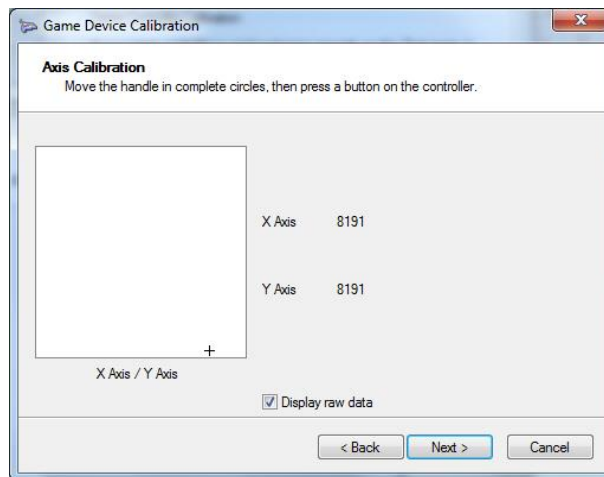 Game Device Calibration
Axis Calibration
Move the handle in complete circles, then press a button on the controller.
X Axis 8191
Y Axis 8191
X Axis / Y Axis
Display raw data
< Back Next > Cancel